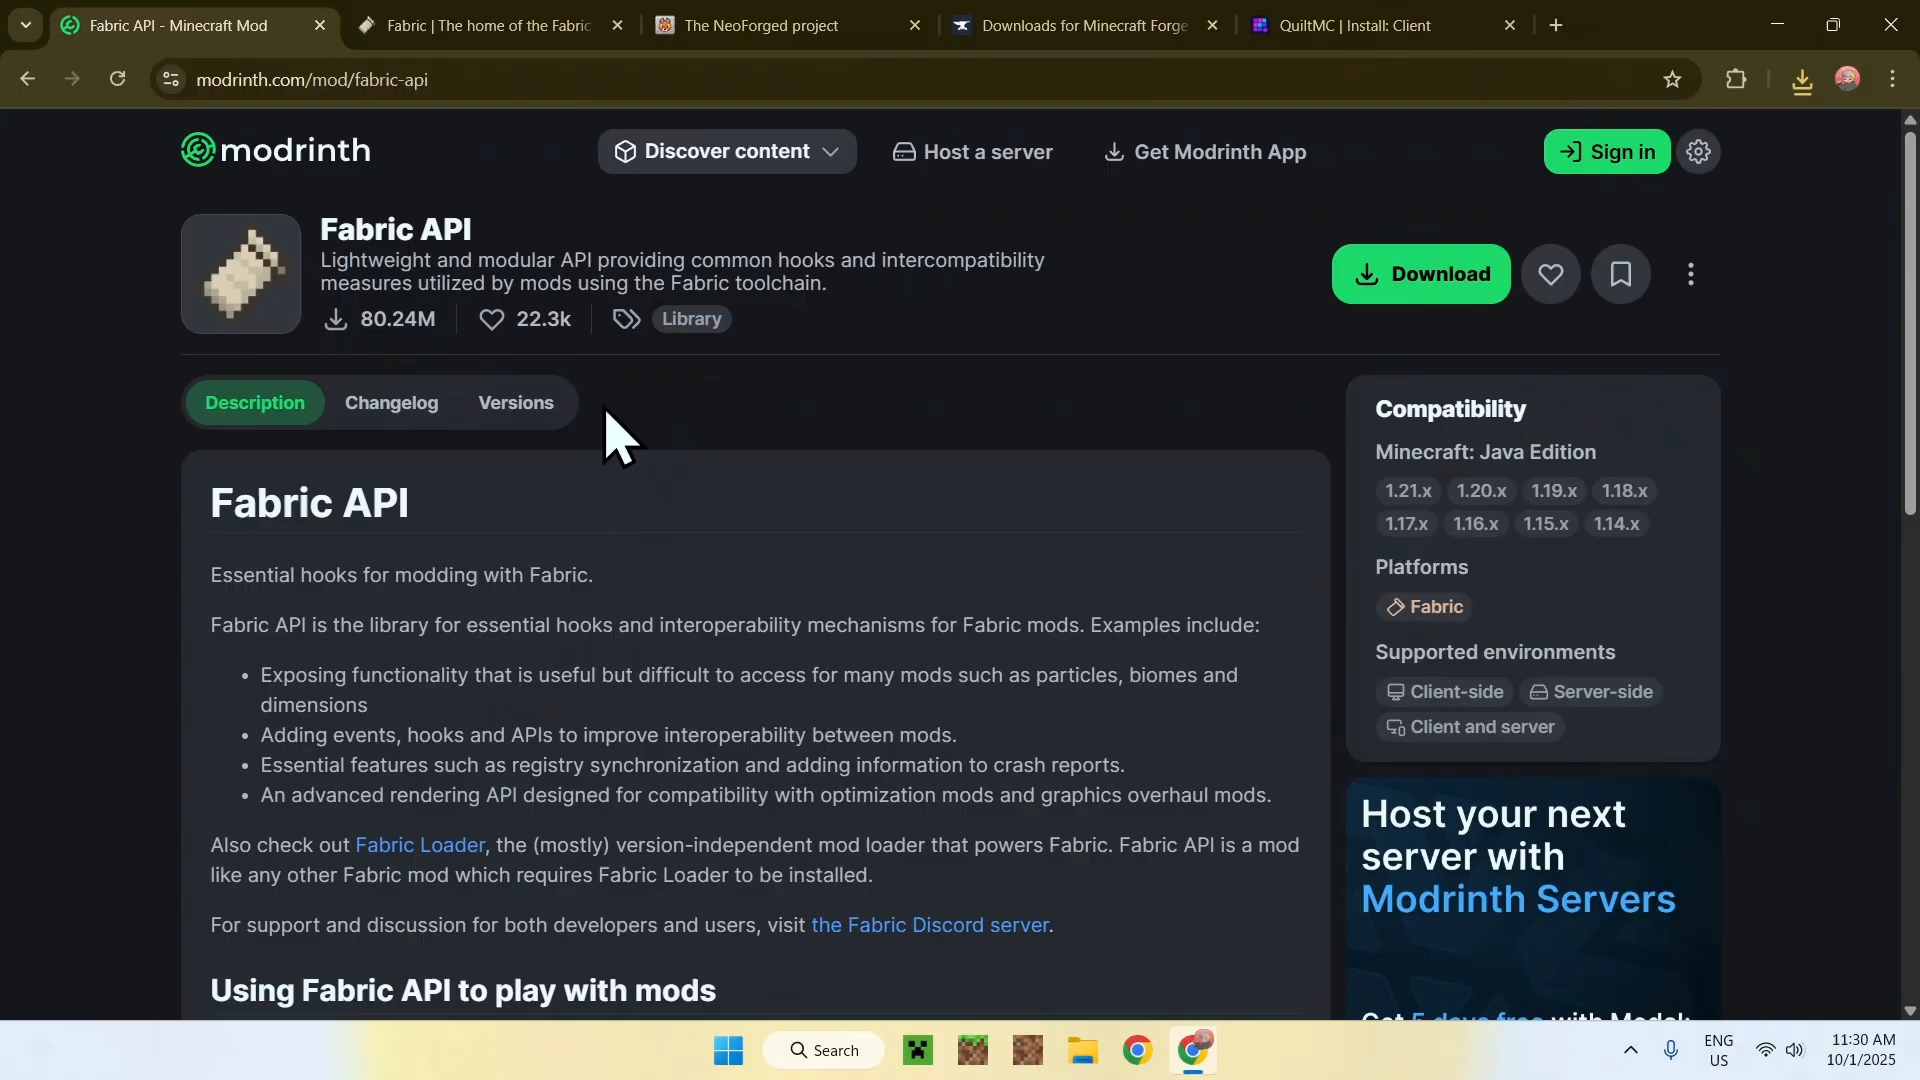 Fabric API - Minecraft Mod
Fabric | The home of the Fabric
The NeoForged project
Downloads for Minecraft Forge
QuiltMC | Install: Client
modrinth.com/mod/fabric-api
modrinth
Discover content
Host a server
Get Modrinth App
Sign in
Fabric API
Lightweight and modular API providing common hooks and intercompatibility
measures utilized by mods using the Fabric toolchain.
80.24M
22.3k
Library
Download
Description
Changelog
Versions
Fabric API
Essential hooks for modding with Fabric.
Fabric API is the library for essential hooks and interoperability mechanisms for Fabric mods. Examples include:
• Exposing functionality that is useful but difficult to access for many mods such as particles, biomes and
dimensions
• Adding events, hooks and APIs to improve interoperability between mods.
• Essential features such as registry synchronization and adding information to crash reports.
• An advanced rendering API designed for compatibility with optimization mods and graphics overhaul mods.
Also check out Fabric Loader, the (mostly) version-independent mod loader that powers Fabric. Fabric API is a mod
like any other Fabric mod which requires Fabric Loader to be installed.
For support and discussion for both developers and users, visit the Fabric Discord server.
Using Fabric API to play with mods
Compatibility
Minecraft: Java Edition
1.21.x 1.20.x 1.19.x 1.18.x
1.17.x 1.16.x 1.15.x 1.14.x
Platforms
Fabric
Supported environments
Client-side Server-side
Client and server
Host your next
server with
Modrinth Servers
Get 5 days free with Medal:
Search
ENG
US
11:30 AM
10/1/2025